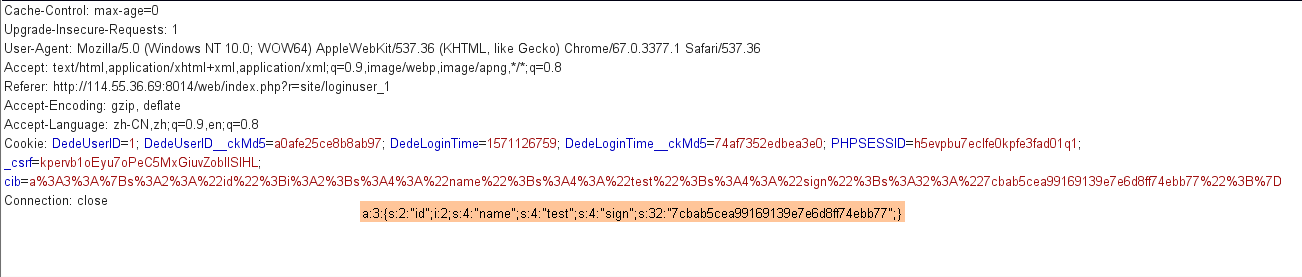 Cache-Control: max-age=0
Upgrade-Insecure-Requests: 1
User-Agent: Mozilla/5.0 (Windows NT 10.0; WOW64) AppleWebKit/537.36 (KHTML, like Gecko) Chrome/67.0.3377.1 Safari/537.36
Accept: text/html,application/xhtml+xml,application/xml;q=0.9,image/webp,image/apng,*/*;q=0.8
Referer: http://114.55.36.69:8014/web/index.php?r=site/loginuser_1
Accept-Encoding: gzip, deflate
Accept-Language: zh-CN,zh;q=0.9,en;q=0.8
Cookie: DedeUserID=1; DedeUserID__ckMd5=a0afe25ce8b8ab97; DedeLoginTime=1571126759; DedeLoginTime__ckMd5=74af7352edbea3e0; PHPSESSID=h5evpbu7eclfe0kpfe3fad01q1;
_csrf=kpervb1oEyu7oPeC5MxGiuvZobIlSIHL;
cib=a%3A3%3A%7Bs%3A2%3A%22id%22%3Bi%3A2%3Bs%3A4%3A%22name%22%3Bs%3A4%3A%22test%22%3Bs%3A4%3A%22sign%22%3Bs%3A32%3A%227cbab5cea99169139e7e6d8ff74ebb77%22%3B%7D
Connection: close
a:3:{s:2:"id";i:2;s:4:"name";s:4:"test";s:4:"sign";s:32:"7cbab5cea99169139e7e6d8ff74ebb77";}